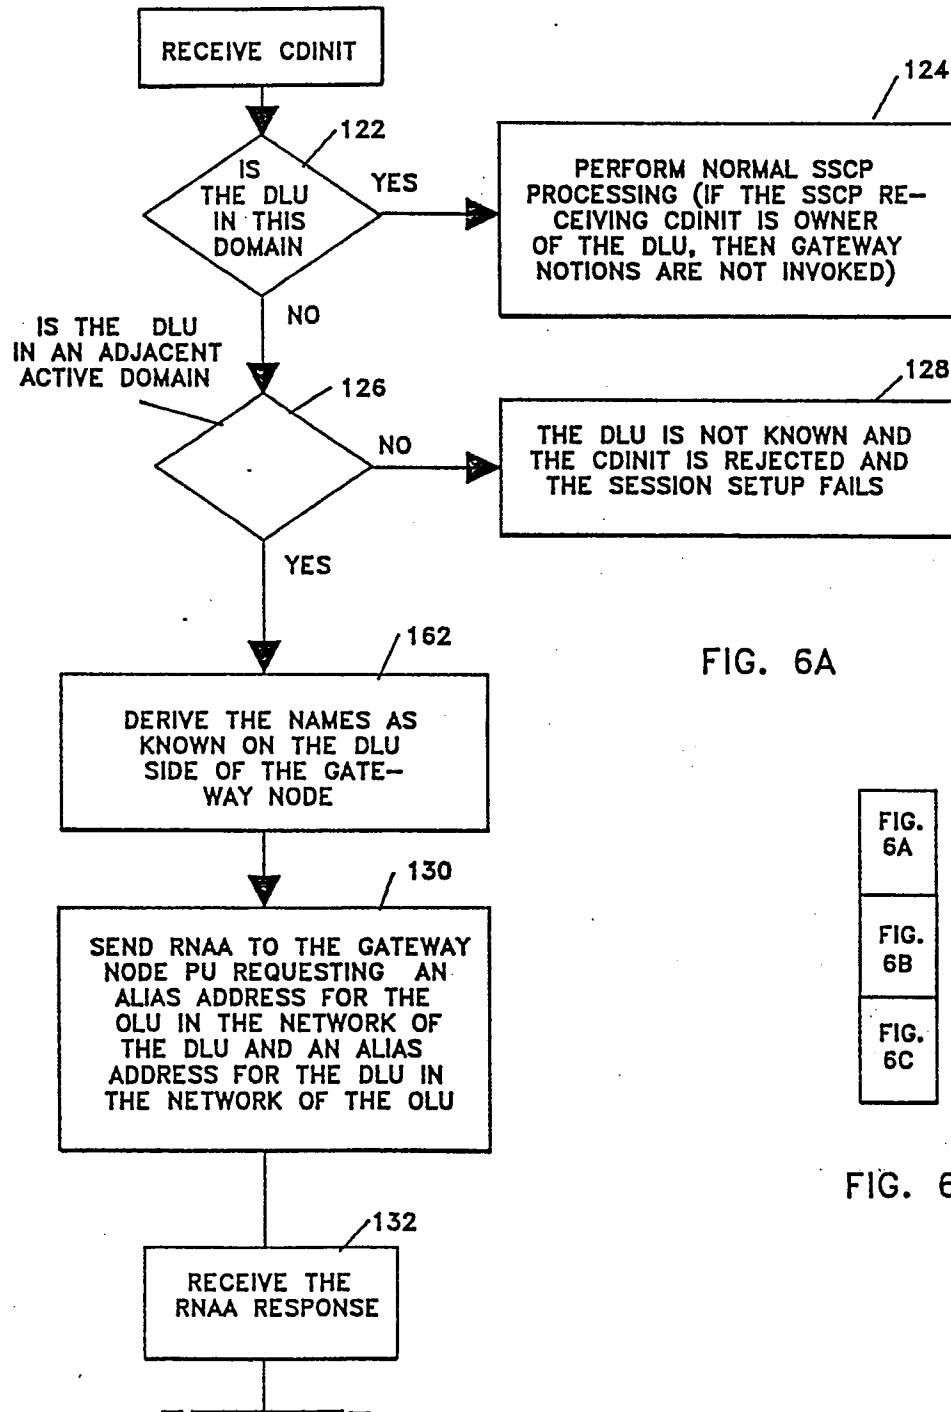 RECEIVE CDINIT
122
IS
THE DLU
IN THIS
DOMAIN
YES
124
PERFORM NORMAL SSCP
PROCESSING (IF THE SSCP RE-
CEIVING CDINIT IS OWNER
OF THE DLU, THEN GATEWAY
NOTIONS ARE NOT INVOKED)
NO
IS THE DLU
IN AN ADJACENT
ACTIVE DOMAIN
126
NO
128
THE DLU IS NOT KNOWN AND
THE CDINIT IS REJECTED AND
THE SESSION SETUP FAILS
YES
162
DERIVE THE NAMES AS
KNOWN ON THE DLU
SIDE OF THE GATE-
WAY NODE
FIG. 6A
130
SEND RNAA TO THE GATEWAY
NODE PU REQUESTING AN
ALIAS ADDRESS FOR THE
OLU IN THE NETWORK OF
THE DLU AND AN ALIAS
ADDRESS FOR THE DLU IN
THE NETWORK OF THE OLU
FIG.
6A
FIG.
6B
FIG.
6C
FIG. 6
132
RECEIVE THE
RNAA RESPONSE